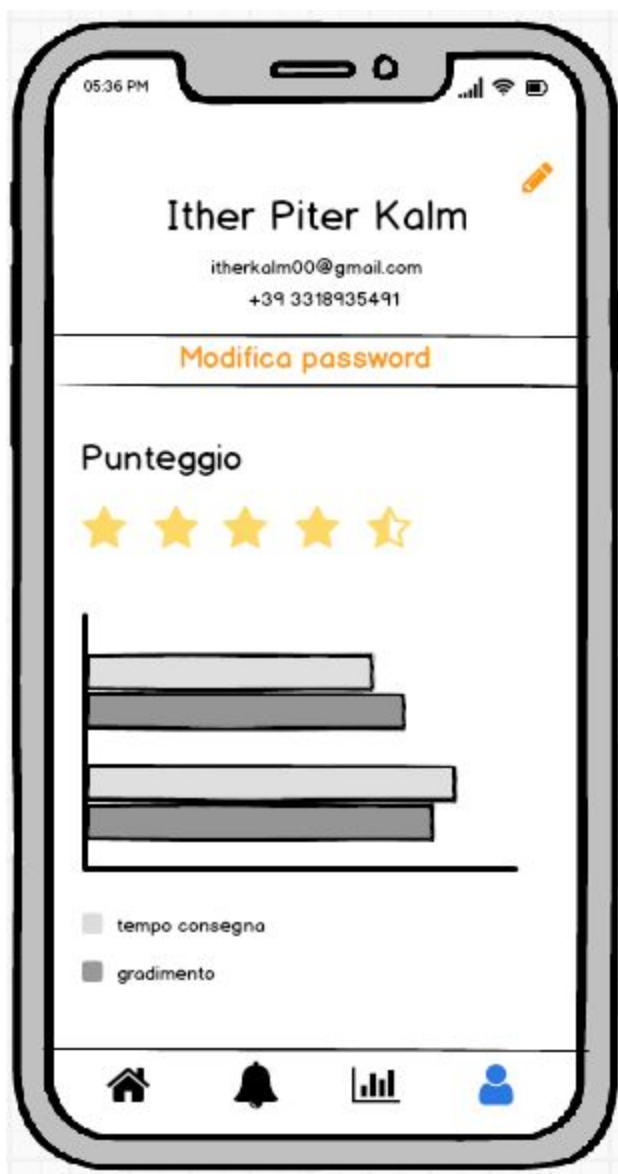 05:36 PM
Ither Piter Kalm
itherkalm00@gmail.com
+39 3318935491
Modifica password
Punteggio
tempo consegna
gradimento